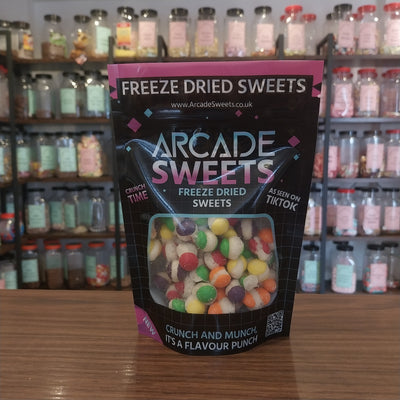 FREEZE DRIED SWEETS
www.ArcadeSweets.co.uk
ARCADE
SWEETS
CRUNCH
TIME
FREEZE DRIED
SWEETS
AS SEEN ON
TIKTOK
NEW
CRUNCH AND MUNCH,
IT'S A FLAVOUR PUNCH